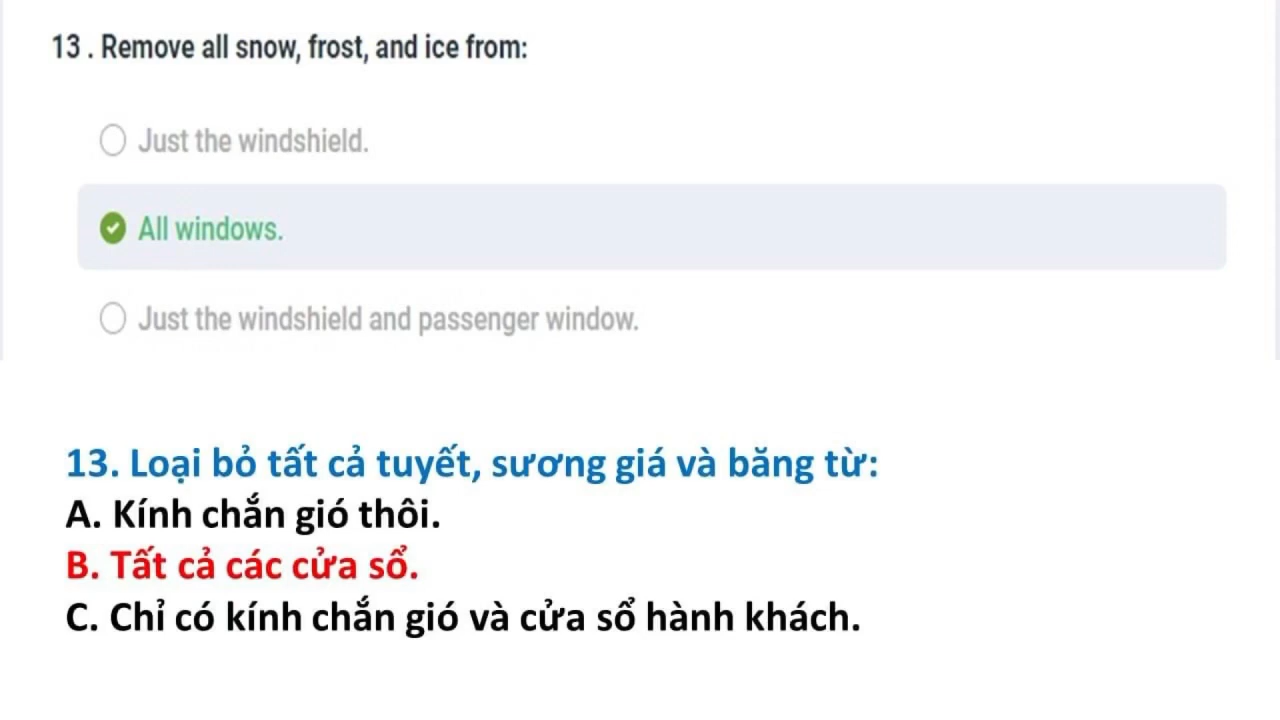 13 . Remove all snow, frost, and ice from:
Just the windshield.
All windows.
Just the windshield and passenger window.
13. Loại bỏ tất cả tuyết, sương giá và băng từ:
A. Kính chắn gió thôi.
B. Tất cả các cửa sổ.
C. Chỉ có kính chắn gió và cửa sổ hành khách.